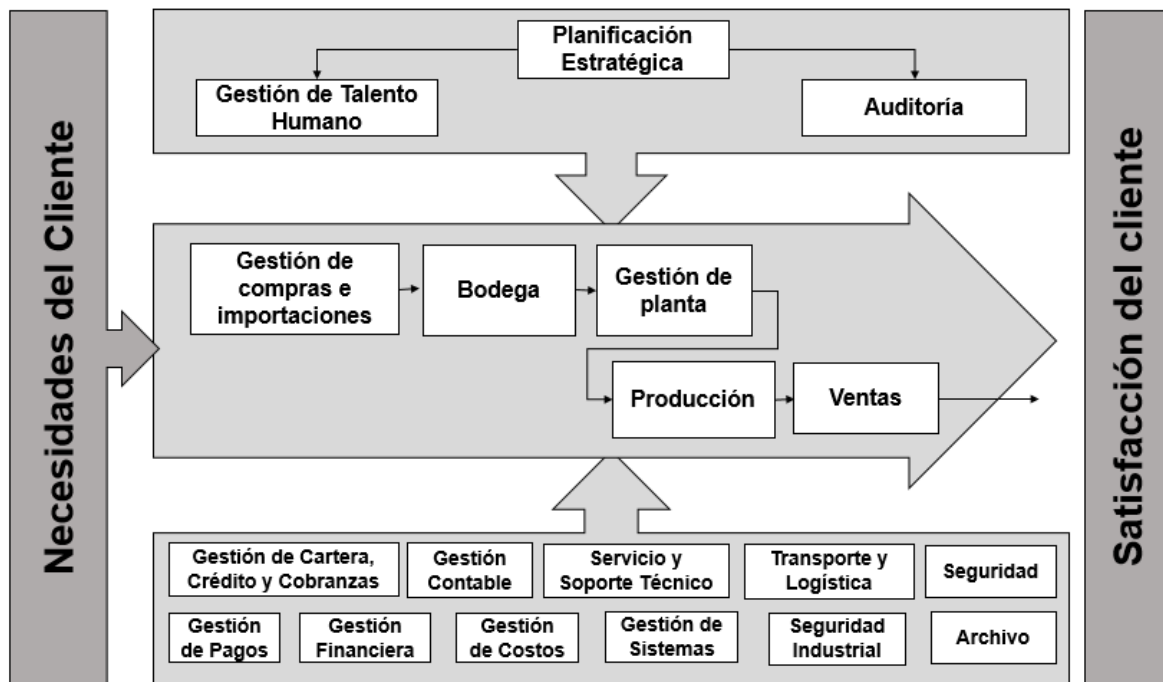 Necesidades del Cliente
Planificación
Estratégica
Gestión de Talento
Humano
Auditoría
Gestión de
compras e
importaciones
Bodega
Gestión de
planta
Producción
Ventas
Gestión de Cartera,
Crédito y Cobranzas
Gestión
Contable
Servicio y
Soporte Técnico
Transporte y
Logística
Seguridad
Gestión
de Pagos
Gestión
Financiera
Gestión
de Costos
Gestión de
Sistemas
Seguridad
Industrial
Archivo
Satisfacción del cliente